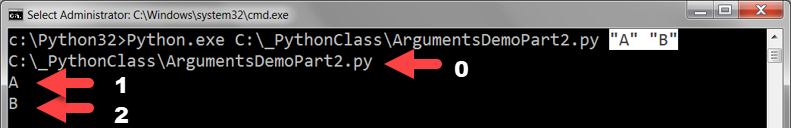 Select Administrator: C:\Windows\system32\cmd.exe
c:\Python32>Python.exe C:\_PythonClass\ArgumentsDemoPart2.py "A" "B"
C:\_PythonClass\ArgumentsDemoPart2.py 0
A 1
B 2